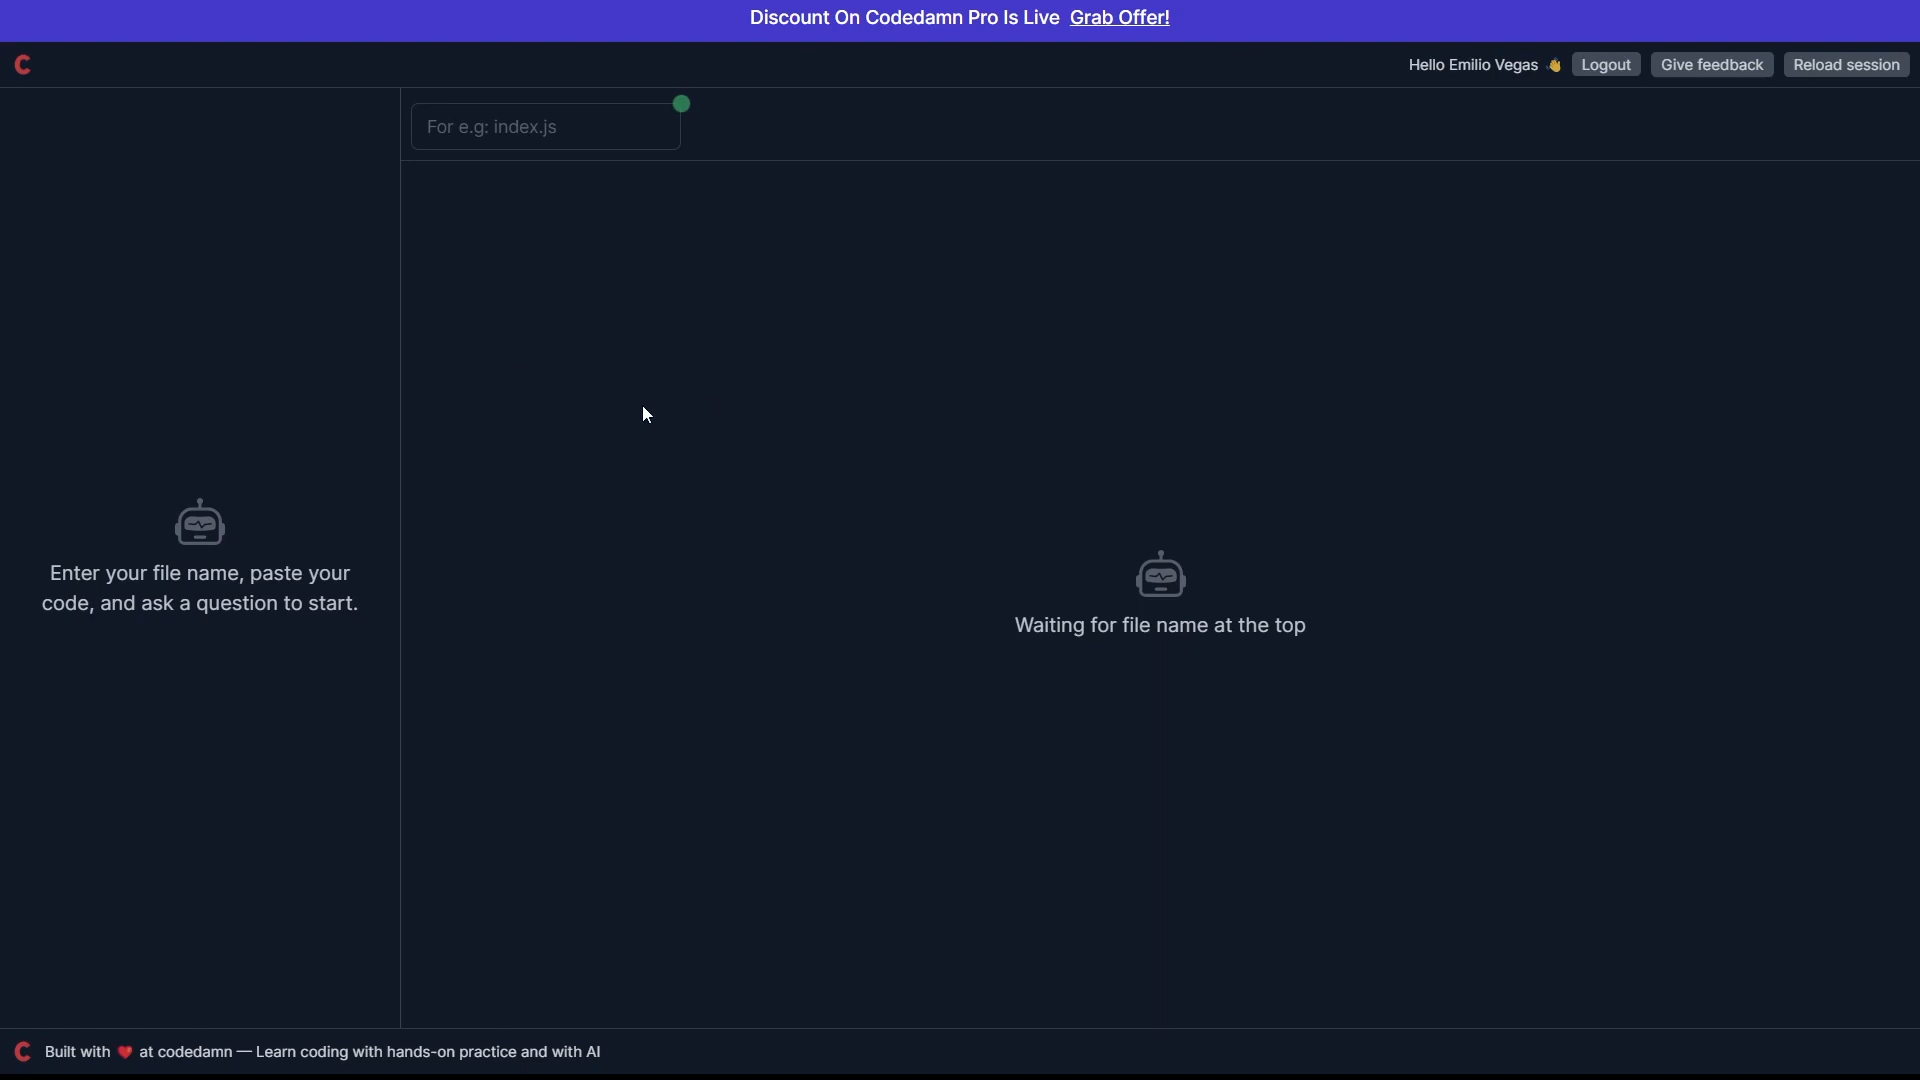 Discount On Codedamn Pro Is Live Grab Offer!
Hello Emilio Vegas 👋 Logout Give feedback Reload session
For e.g: index.js
Enter your file name, paste your
code, and ask a question to start.
Waiting for file name at the top
Built with ❤️ at codedamn — Learn coding with hands-on practice and with AI